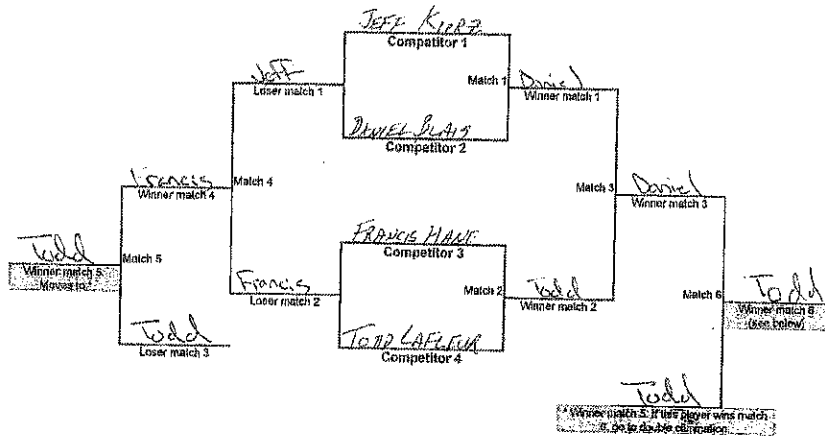 JEFF KURZ
Competitor 1
Jeff
Match 1
Daniel
Loser match 1
Winner match 1
DANIEL BLAIS
Competitor 2
Francis
Match 4
Match 3
Daniel
Winner match 4
Winner match 3
FRANCIS HANF
Competitor 3
Todd
Match 5
Winner match 5
Moves to *
Francis
Match 2
Todd
Match 6
Todd
Loser match 2
Winner match 2
Winner match 6
(see below)
Todd
TODD LAFLEUR
Loser match 3
Competitor 4
Todd
* Winner match 5: If this player wins match
6, go to double elimination